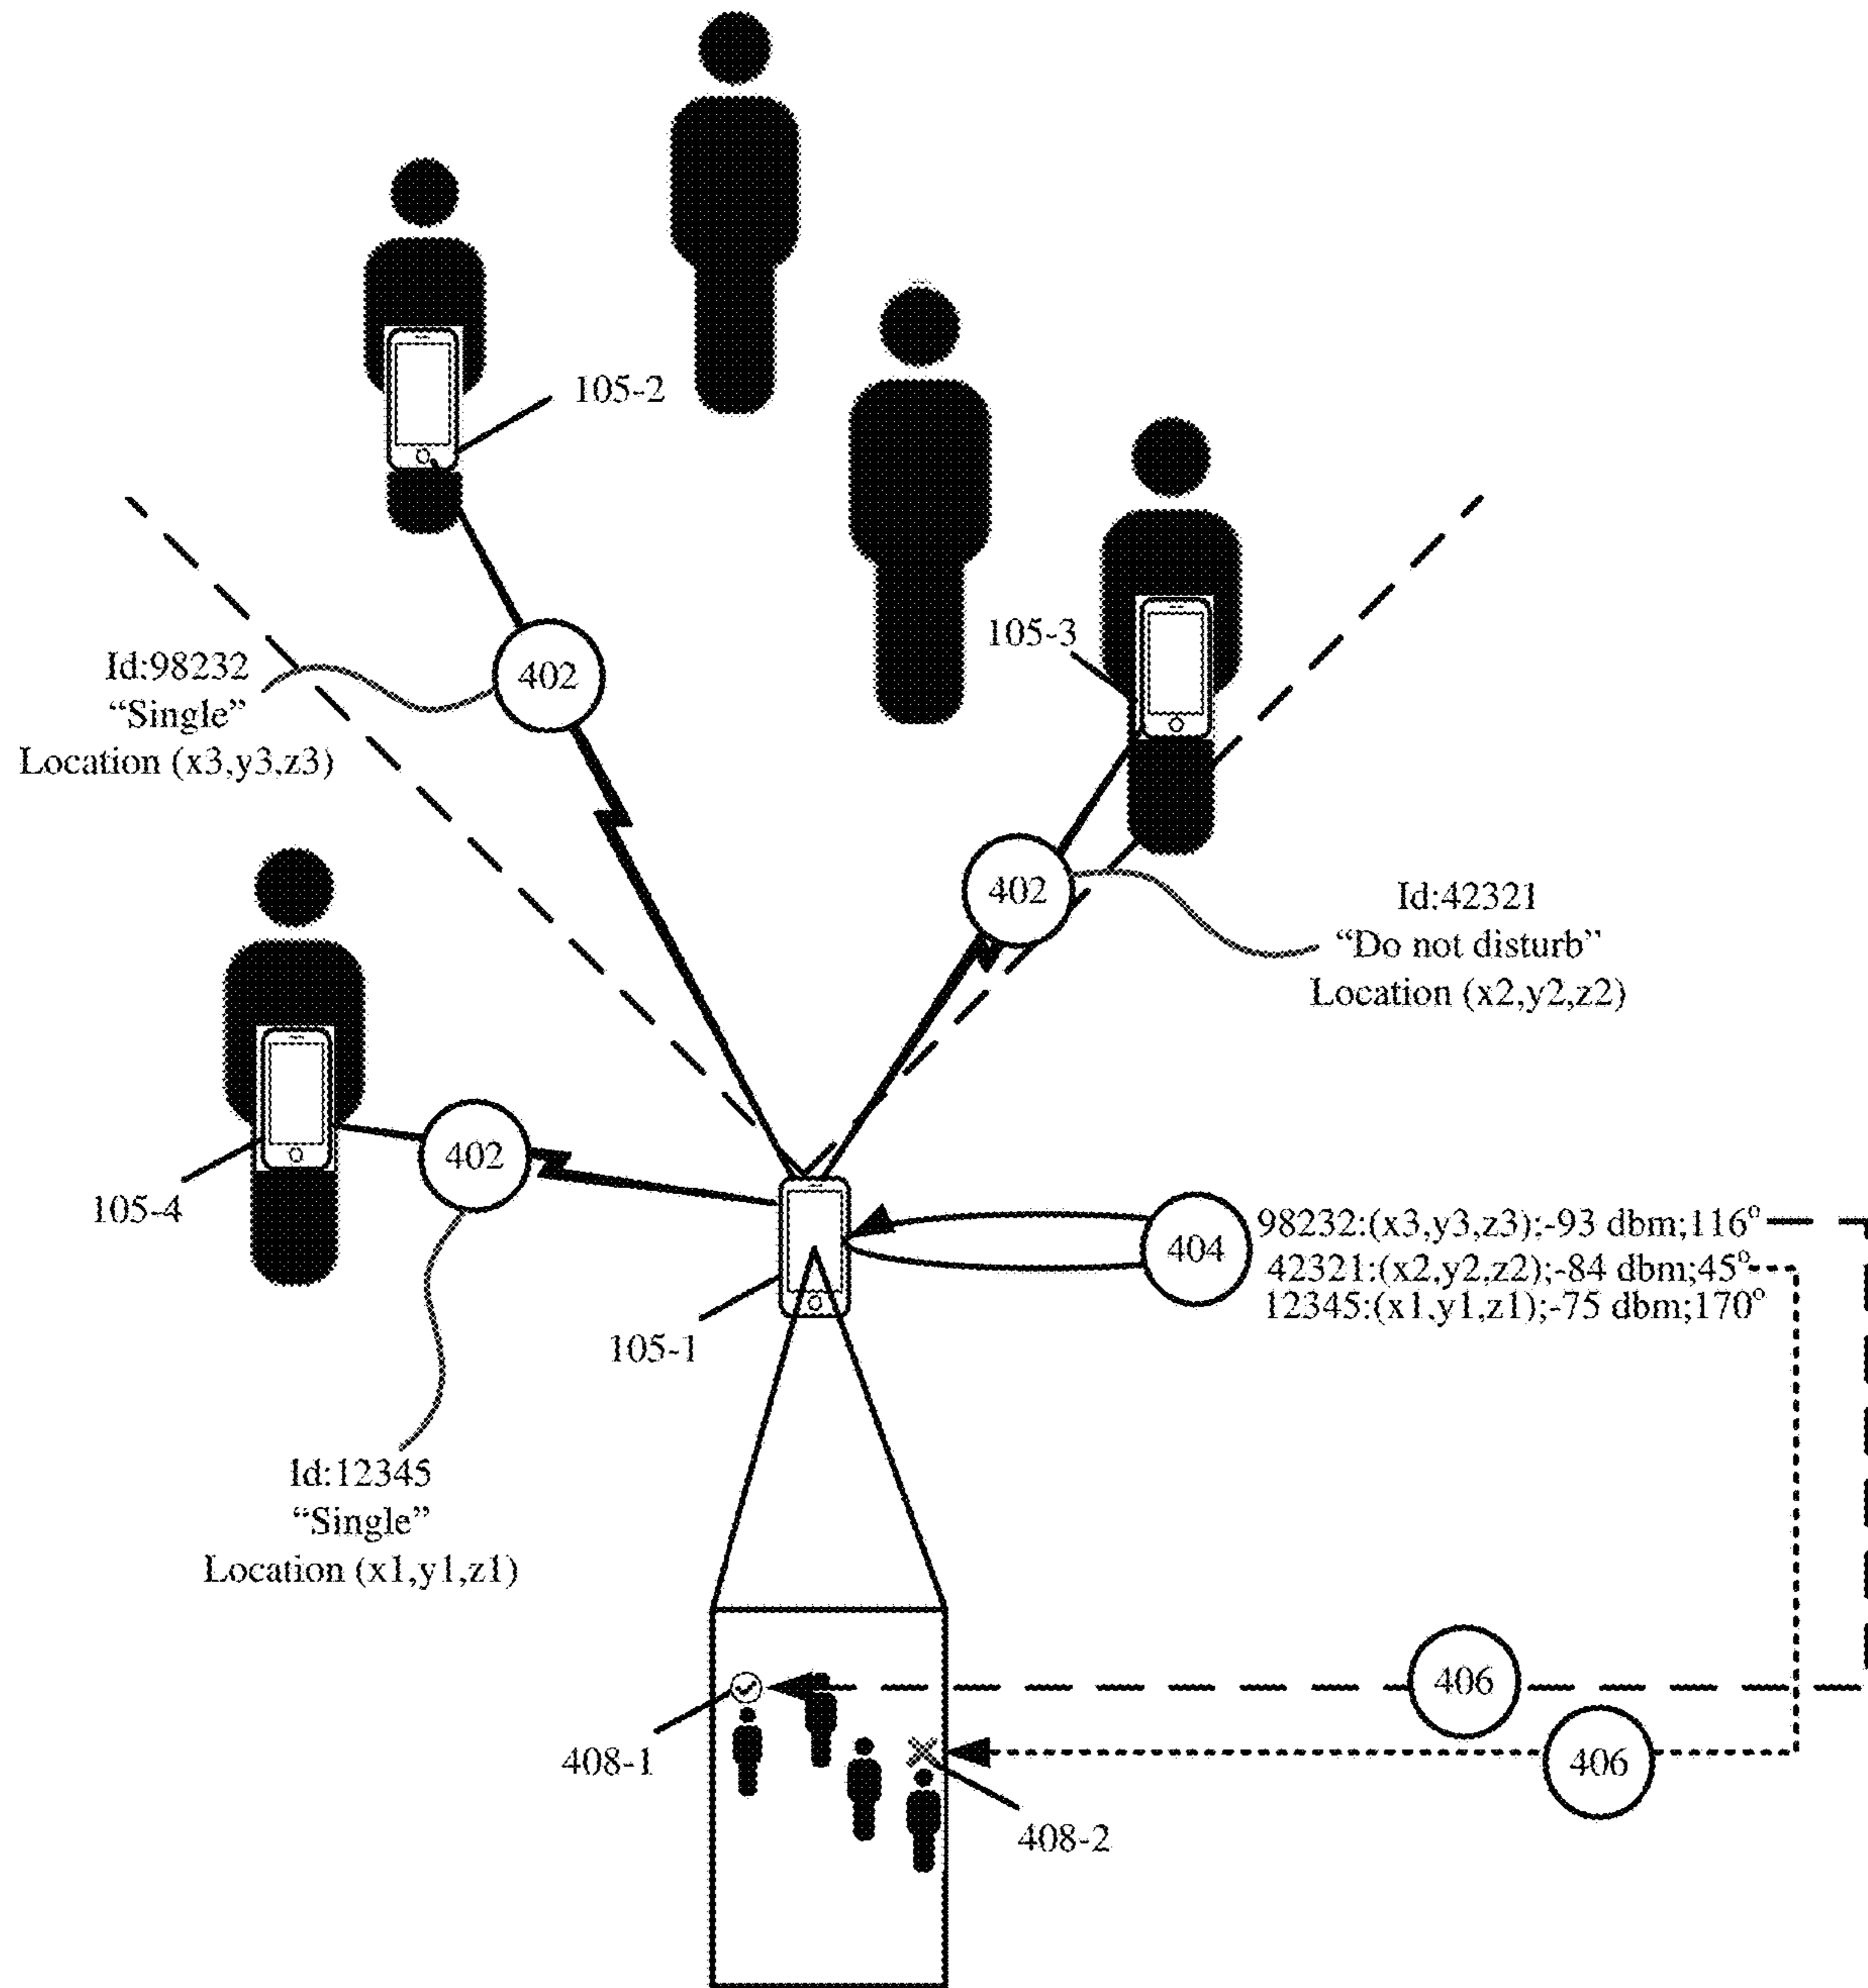 105-2
105-3
Id:98232
“Single”
Location (x3,y3,z3)
402
402
Id:42321
“Do not disturb”
Location (x2,y2,z2)
402
105-4
404
98232:(x3,y3,z3);-93 dbm;116°
42321:(x2,y2,z2);-84 dbm;45°
12345:(x1,y1,z1);-75 dbm;170°
105-1
Id:12345
“Single”
Location (x1,y1,z1)
406
406
408-1
408-2